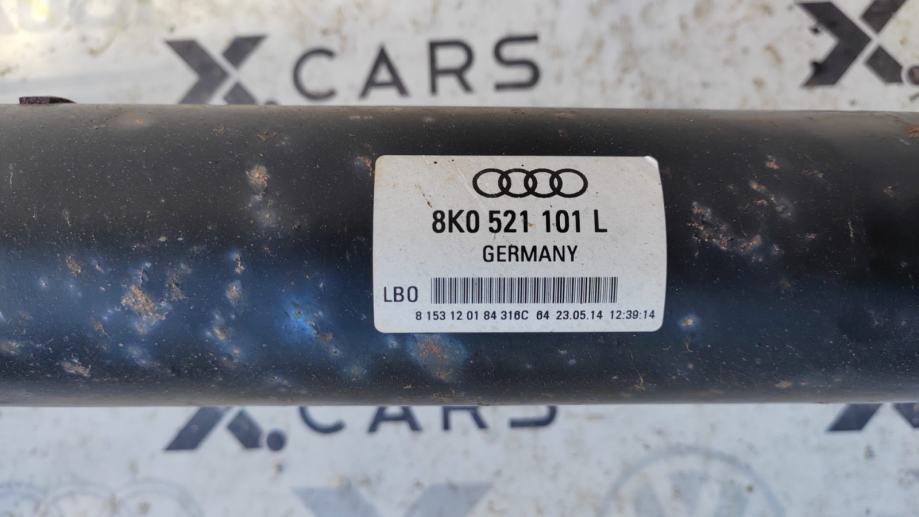 X.CARS
8K0 521 101 L
GERMANY
LB0
8 153 12 01 84 316C 64 23.05.14 12:39:14
X.CARS